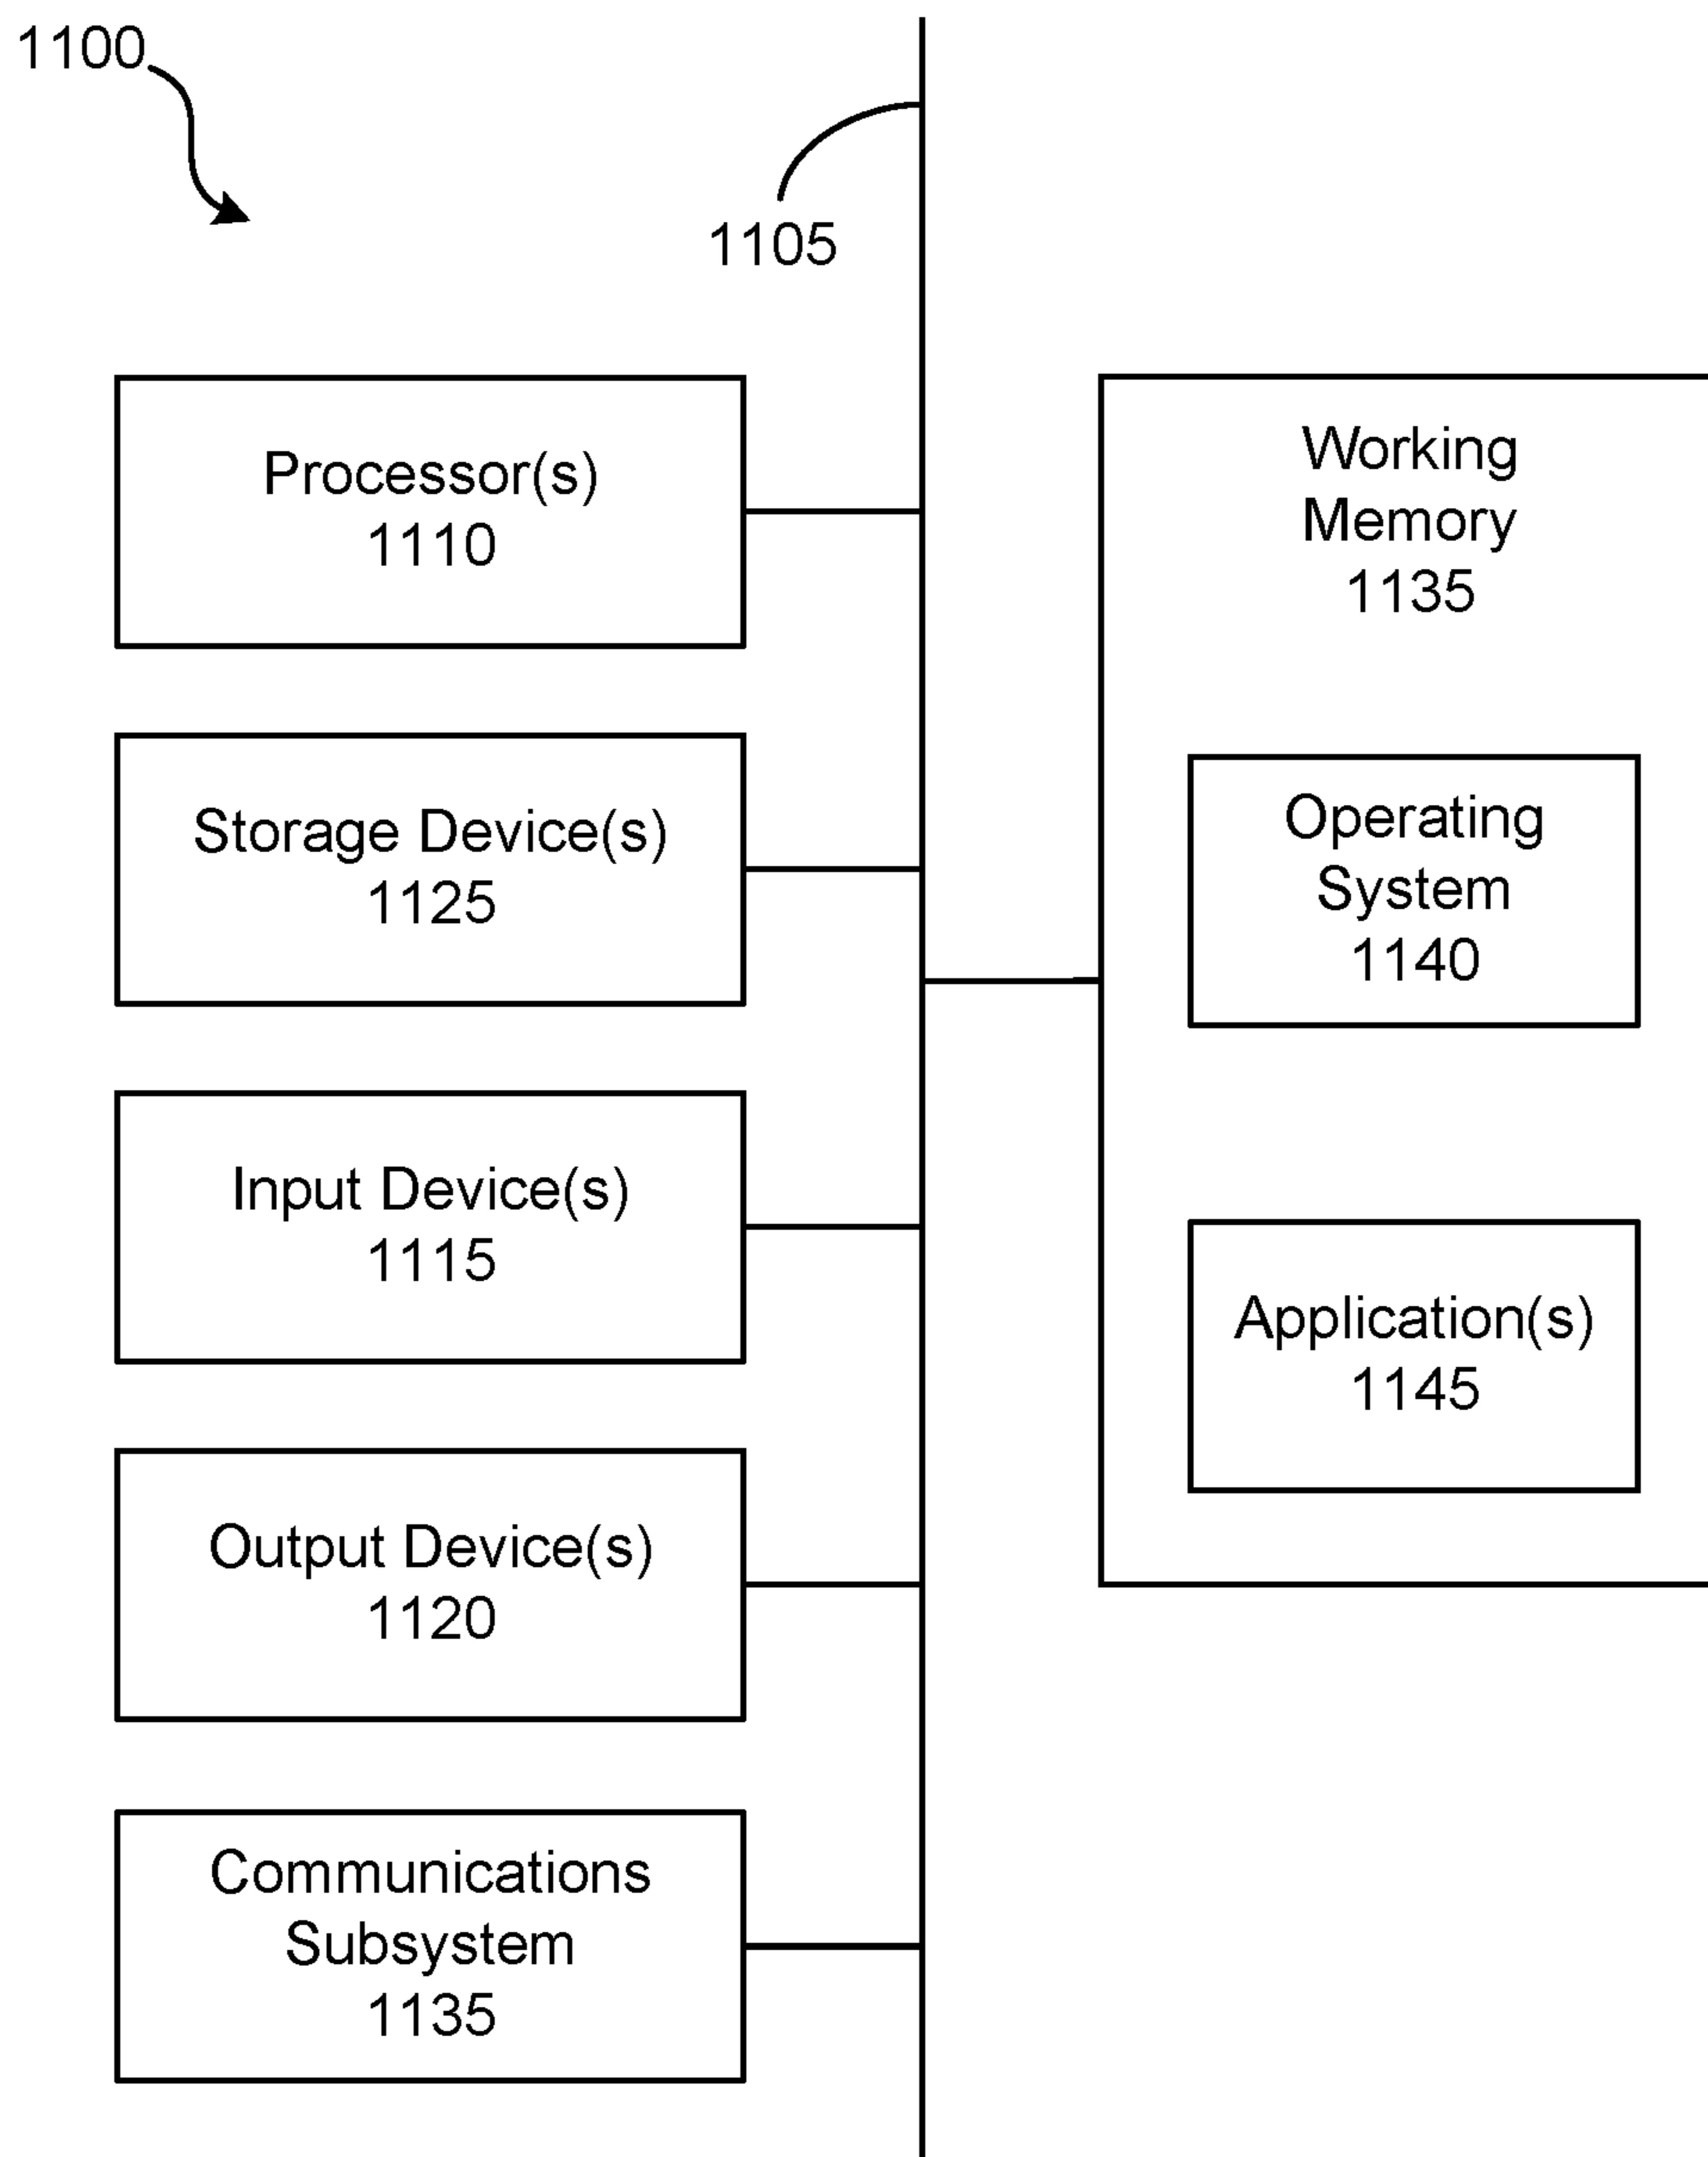 1100
1105
Processor(s)
1110
Storage Device(s)
1125
Input Device(s)
1115
Output Device(s)
1120
Communications
Subsystem
1135
Working
Memory
1135
Operating
System
1140
Application(s)
1145